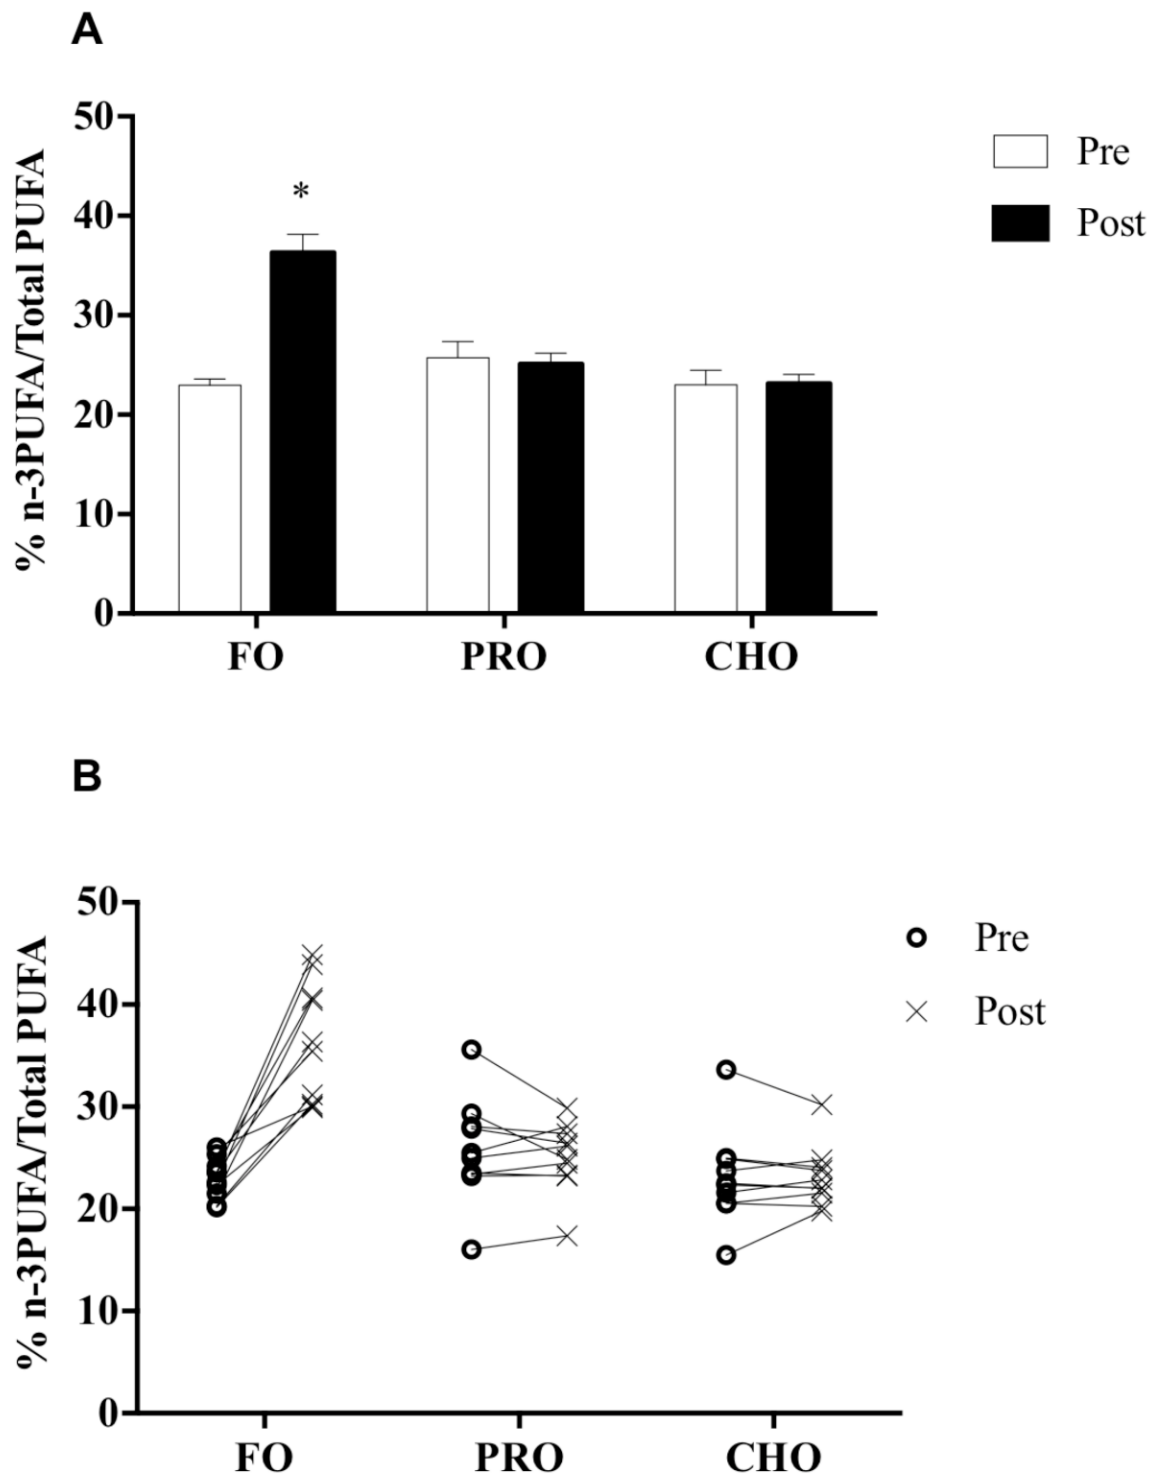 A
50
40
30
20
10
0
% n-3PUFA/Total PUFA
*
Pre
Post
FO PRO CHO
B
50
40
30
20
10
0
% n-3PUFA/Total PUFA
Pre
Post
FO PRO CHO